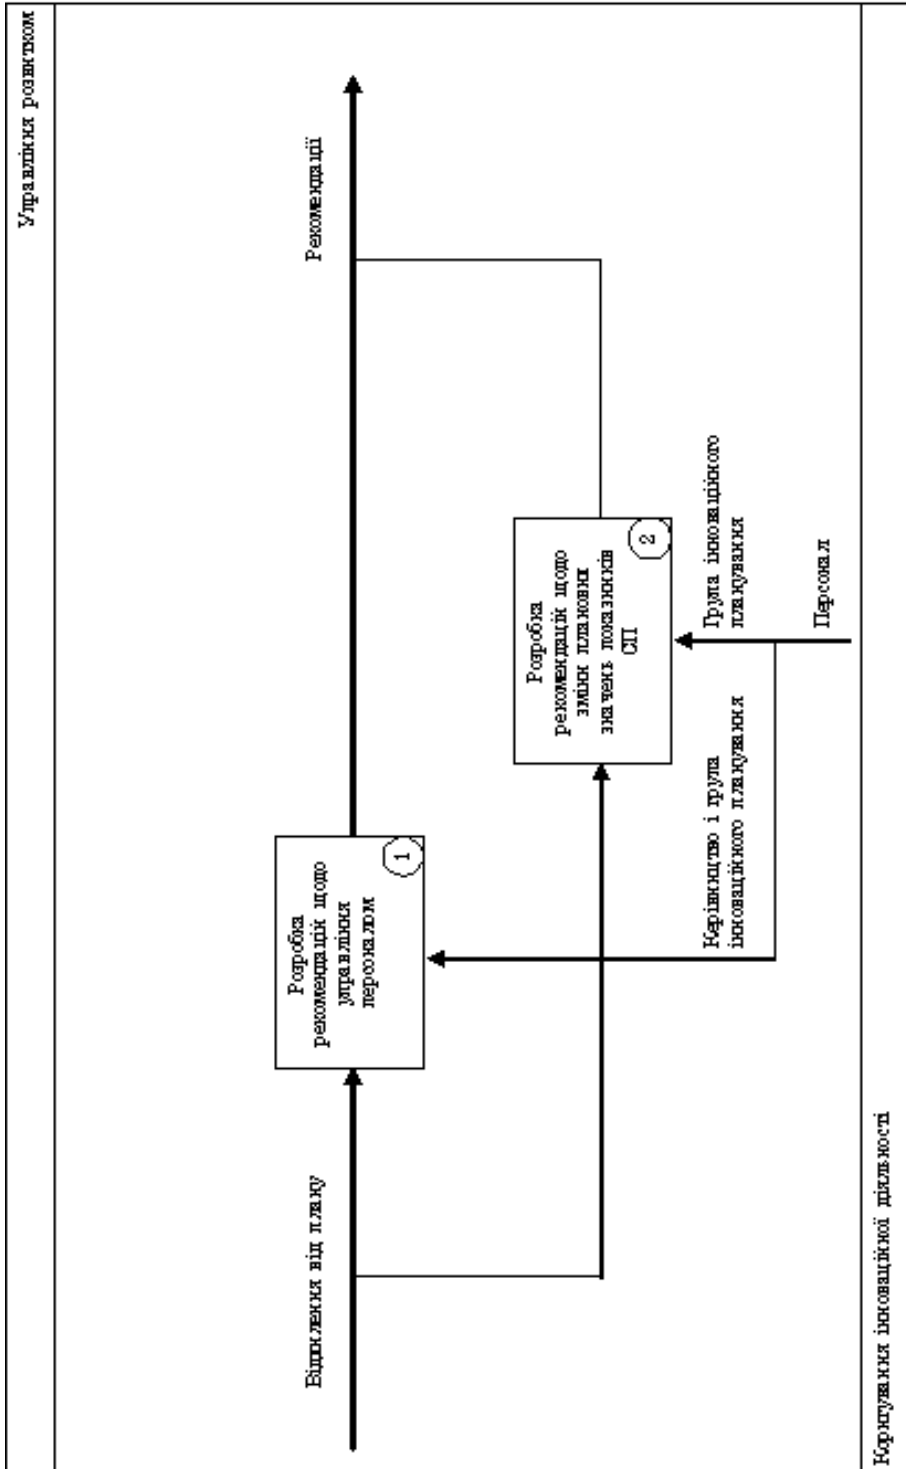 Управління розвитком
Рекомендації
Відхилення від плану
Розробка
рекомендацій щодо
управління
персоналом
1
Розробка
рекомендацій щодо
зміни планових
значень показників
СП
2
Керівництво і група
інноваційного планування
Група інноваційного
планування
Персонал
Коригування інноваційної діяльності